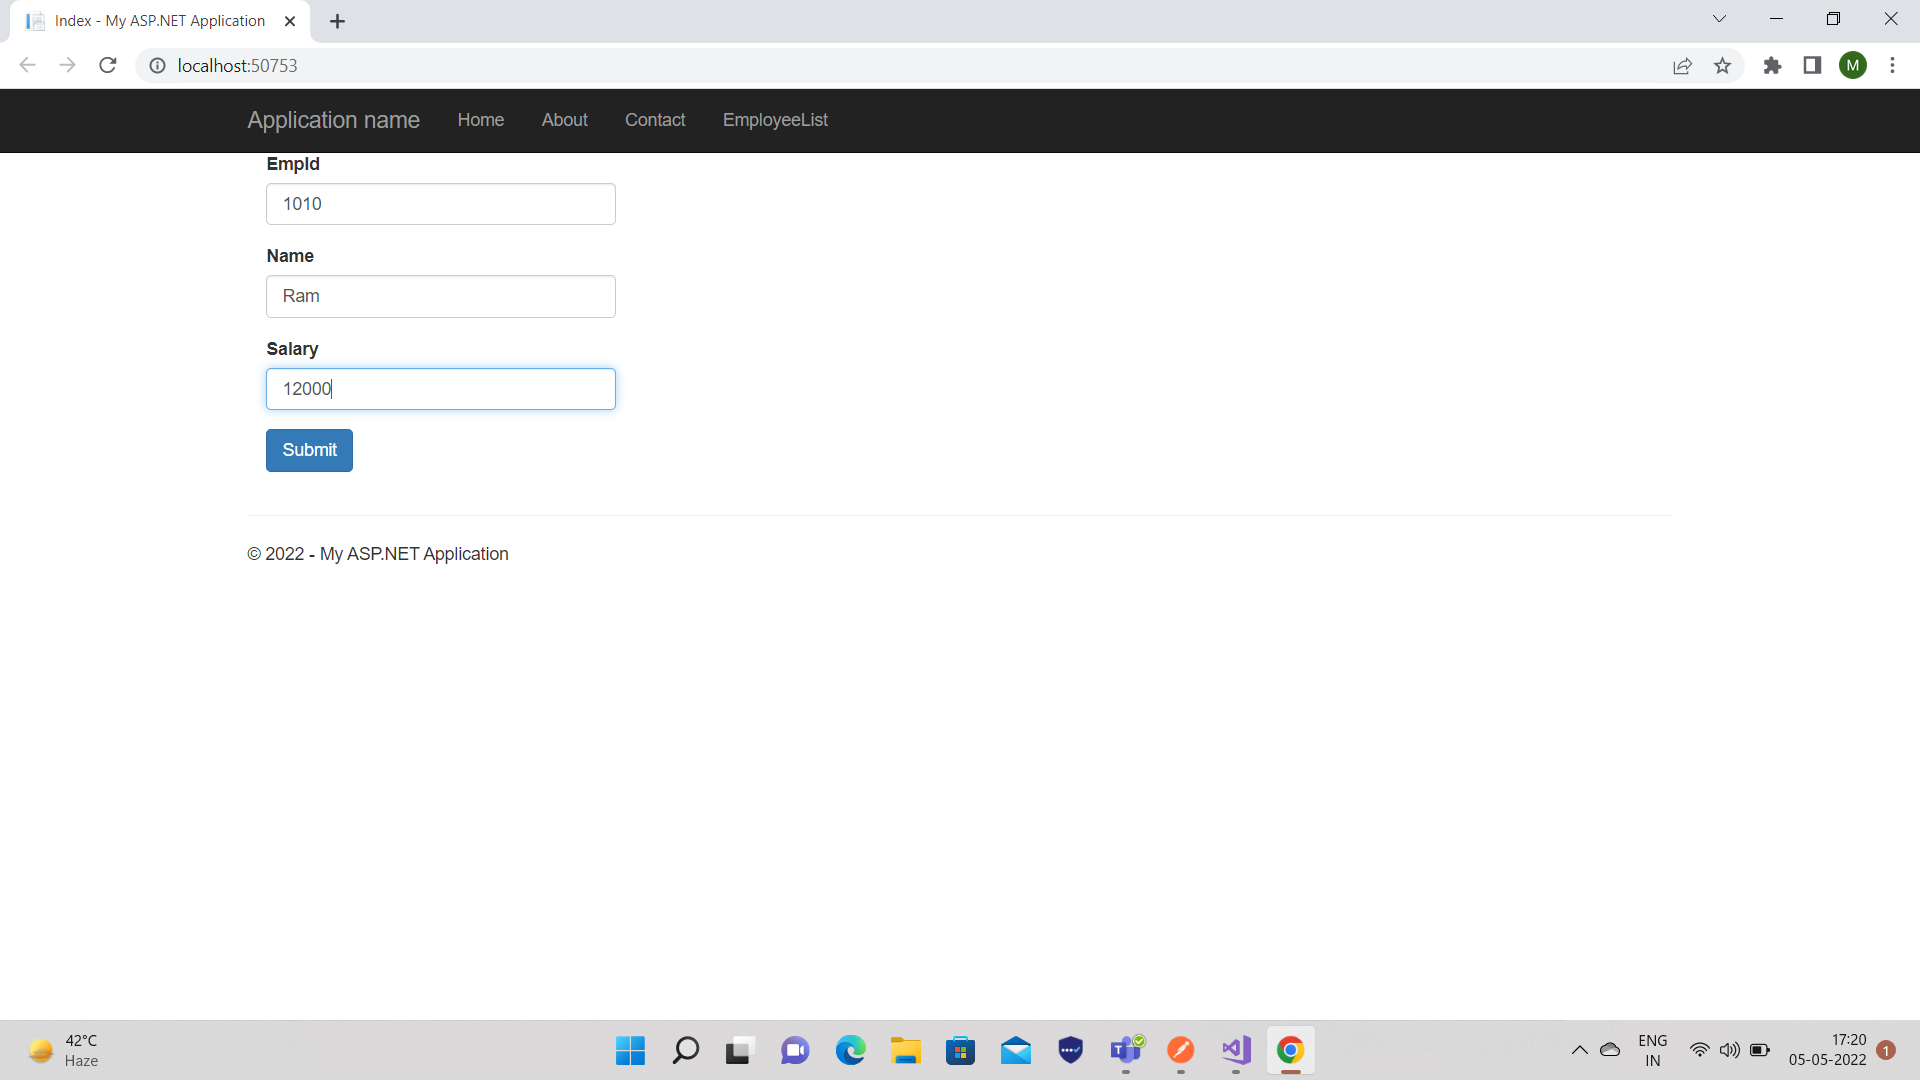 Index - My ASP.NET Application
localhost:50753
M
Application name Home About Contact EmployeeList
EmpId
1010
Name
Ram
Salary
12000
Submit
© 2022 - My ASP.NET Application
42°C
Haze
ENG
IN
17:20
05-05-2022
1